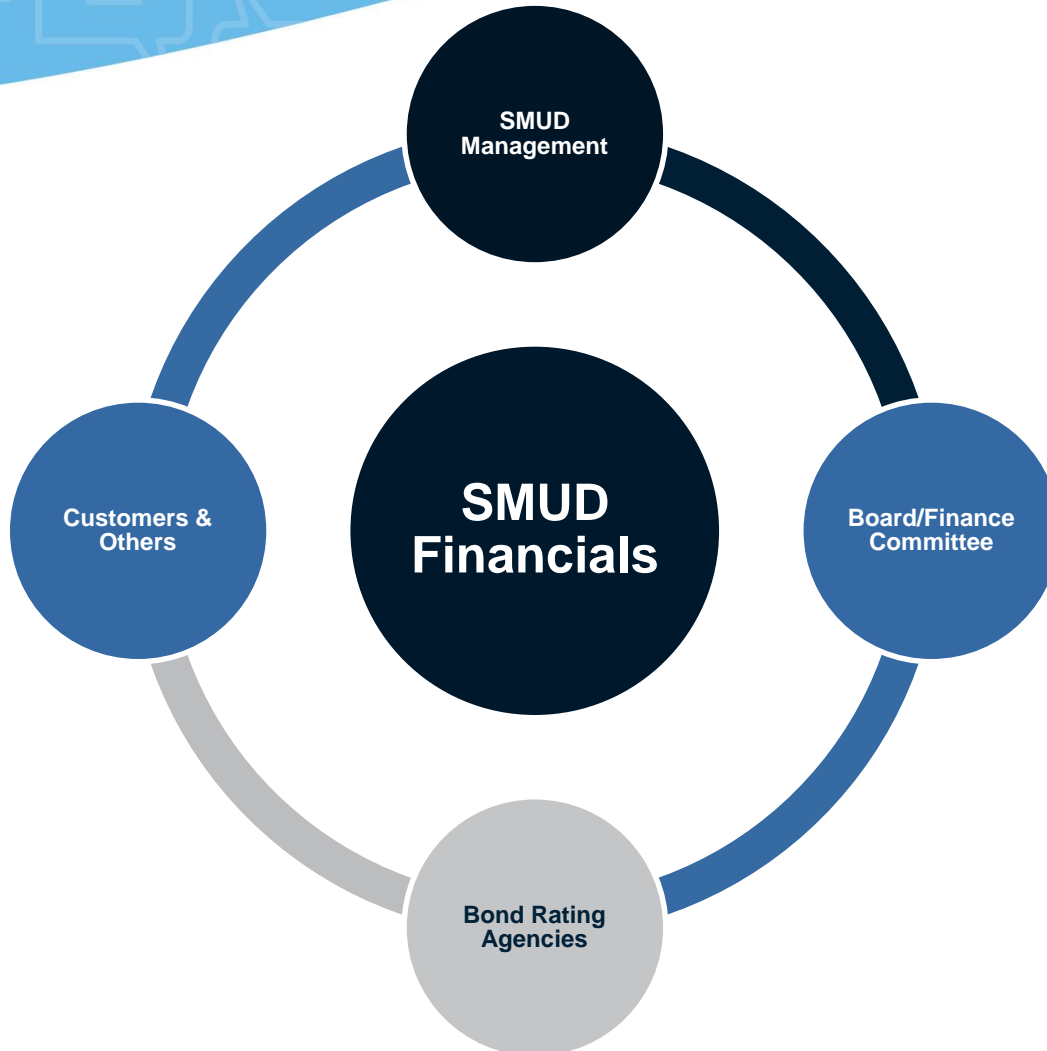 SMUD
Management
Customers &
Others
SMUD
Financials
Board/Finance
Committee
Bond Rating
Agencies